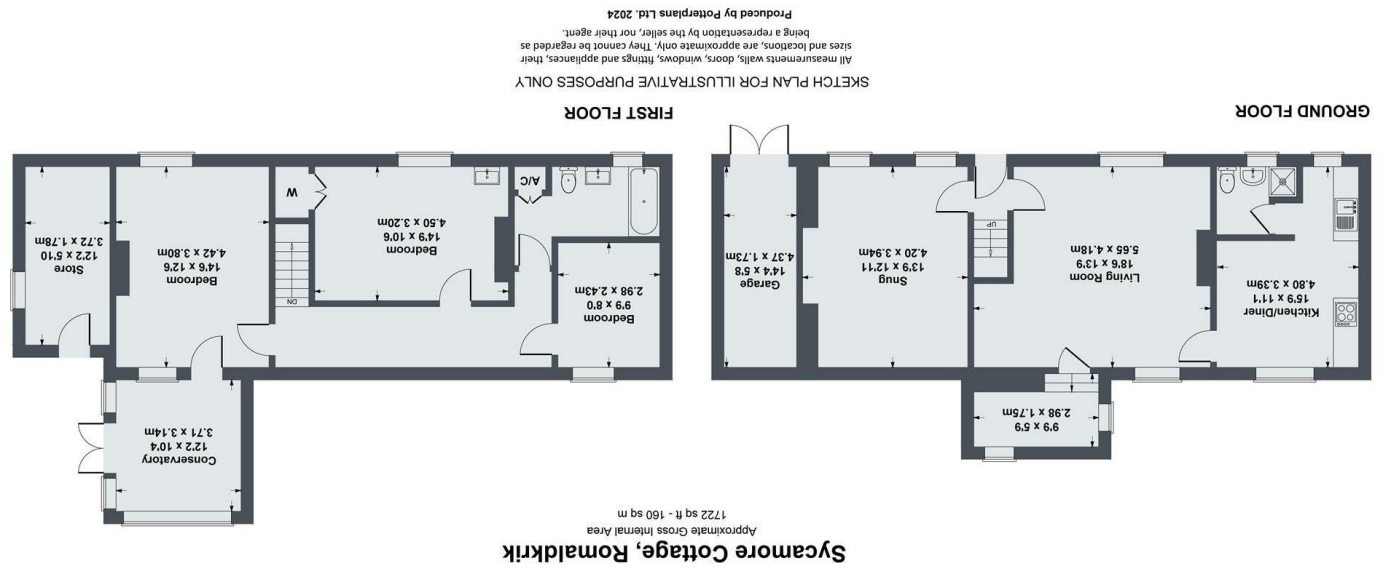 Sycamore Cottage, Romaldkrik
Approximate Gross Internal Area
1722 sq ft - 160 sq m
9'9 x 5'9
2.98 x 1.75m
Kitchen/Diner
15'9 x 11'1
4.80 x 3.39m
Living Room
18'6 x 13'9
5.65 x 4.18m
UP
Snug
13'9 x 12'11
4.20 x 3.94m
Garage
14'4 x 5'8
4.37 x 1.73m
GROUND FLOOR
Conservatory
12'2 x 10'4
3.71 x 3.14m
Bedroom
9'9 x 8'0
2.98 x 2.43m
A/C
Bedroom
14'9 x 10'6
4.50 x 3.20m
DN
W
Bedroom
14'6 x 12'6
4.42 x 3.80m
Store
12'2 x 5'10
3.72 x 1.78m
FIRST FLOOR
SKETCH PLAN FOR ILLUSTRATIVE PURPOSES ONLY
All measurements walls, doors, windows, fittings and appliances, their
sizes and locations, are approximate only. They cannot be regarded as
being a representation by the seller, nor their agent.
Produced by Potterplans Ltd. 2024